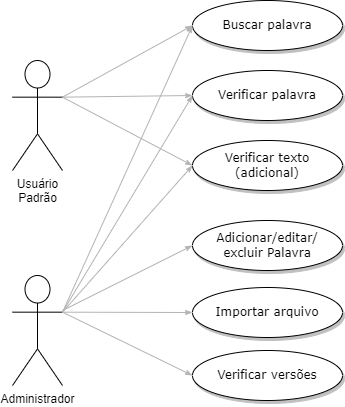 Buscar palavra
Verificar palavra
Verificar texto
(adicional)
Usuário
Padrão
Adicionar/editar/
excluir Palavra
Importar arquivo
Verificar versões
Administrador